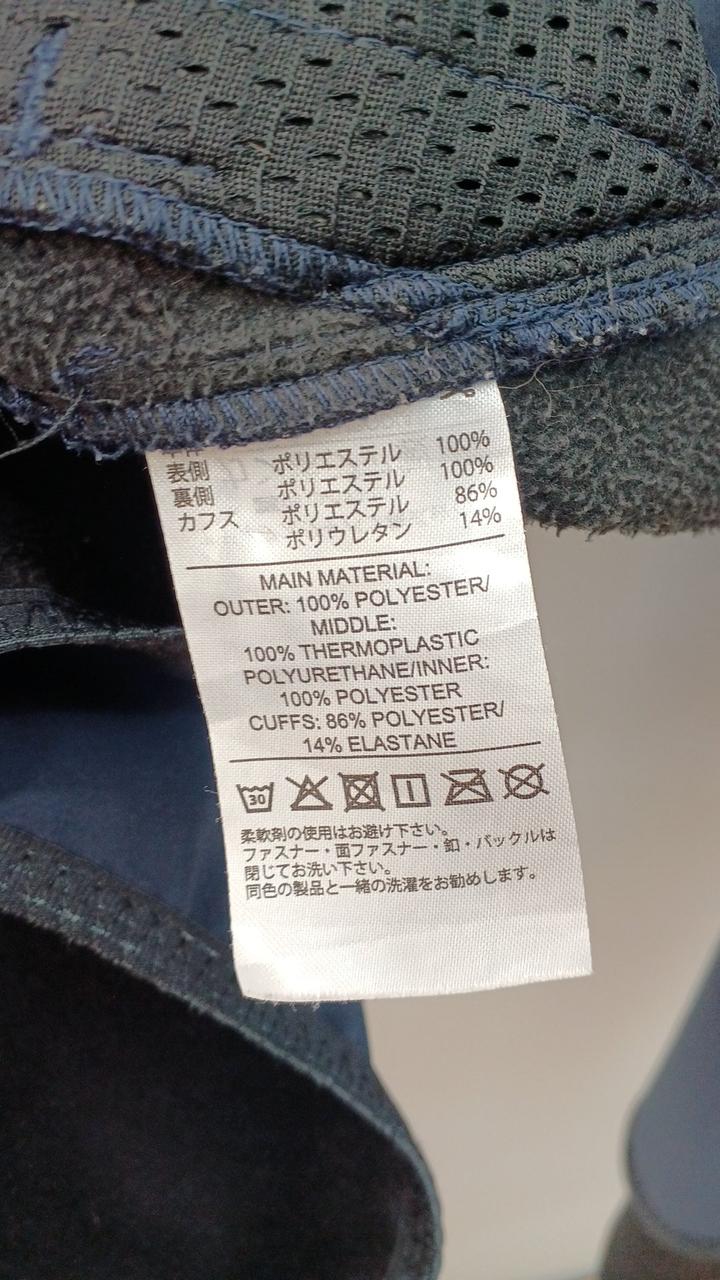 表側 ポリエステル 100%
裏側 ポリエステル 100%
カフス ポリエステル 86%
ポリウレタン 14%
MAIN MATERIAL:
OUTER: 100% POLYESTER/
MIDDLE:
100% THERMOPLASTIC
POLYURETHANE/INNER:
100% POLYESTER
CUFFS: 86% POLYESTER/
14% ELASTANE
30
柔軟剤の使用はお避け下さい。
ファスナー・面ファスナー・釦・バックルは
閉じてお洗い下さい。
同色の製品と一緒の洗濯をお勧めします。